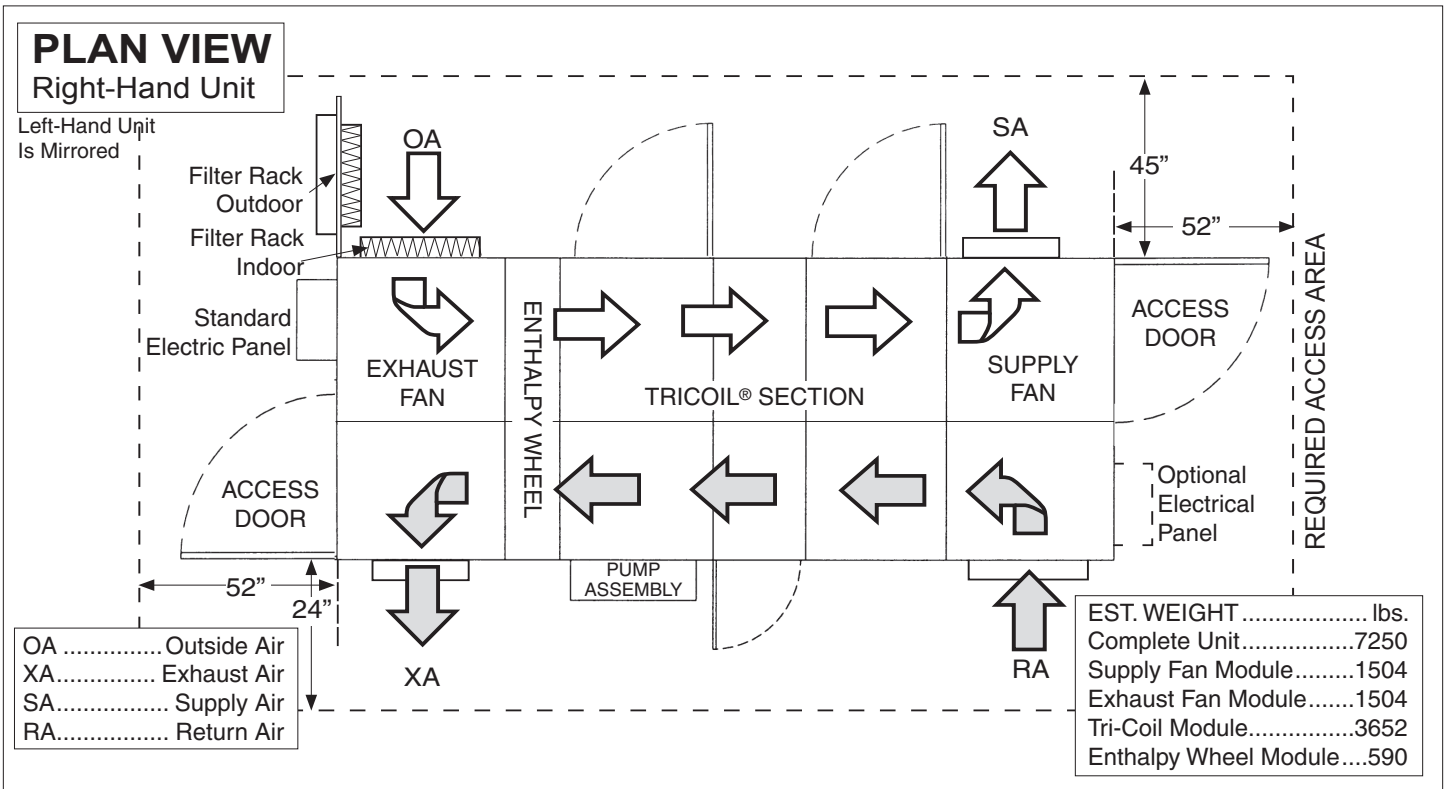 PLAN VIEW
Right-Hand Unit
Left-Hand Unit
Is Mirrored
OA
SA
45”
52”
Filter Rack
Outdoor
Filter Rack
Indoor
Standard
Electric Panel
EXHAUST
FAN
ENTHALPY WHEEL
TRICOIL® SECTION
SUPPLY
FAN
ACCESS
DOOR
REQUIRED ACCESS AREA
ACCESS
DOOR
Optional
Electrical
Panel
PUMP
ASSEMBLY
52”
24”
XA
RA
OA ............... Outside Air
XA............... Exhaust Air
SA................. Supply Air
RA................. Return Air
EST. WEIGHT ................... lbs.
Complete Unit.................7250
Supply Fan Module.........1504
Exhaust Fan Module.......1504
Tri-Coil Module................3652
Enthalpy Wheel Module....590